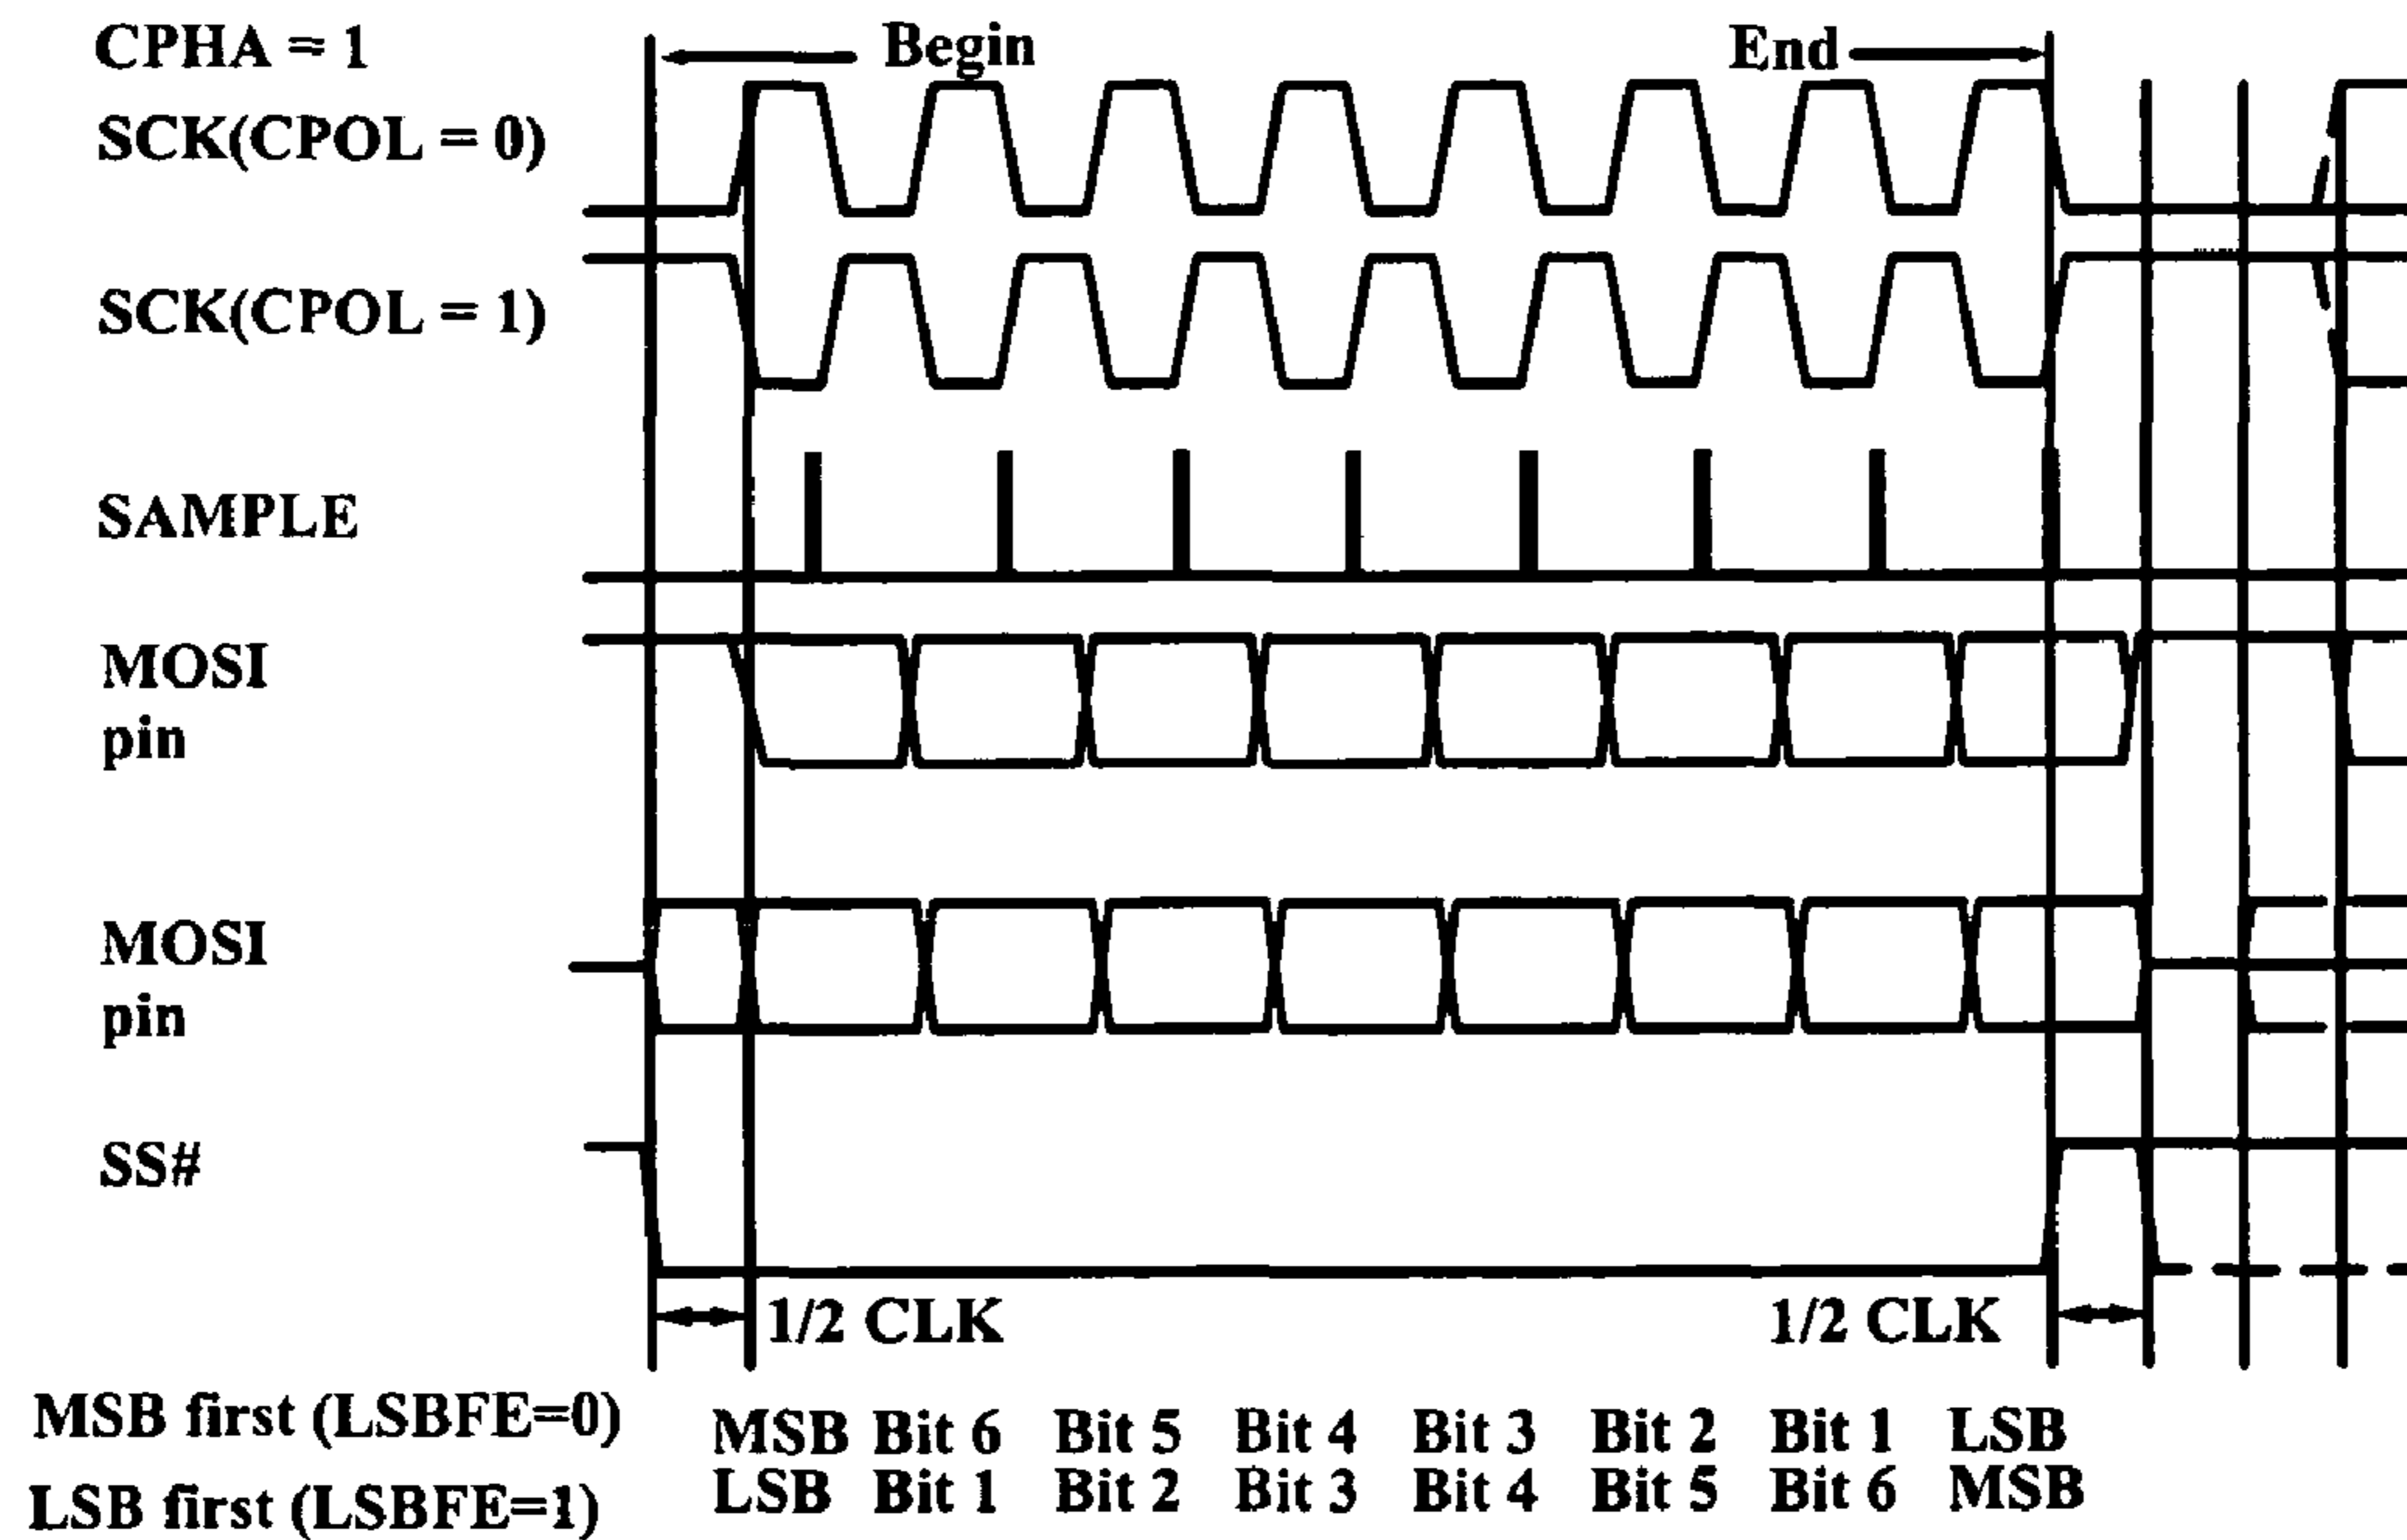 CPHA = 1
Begin
End
SCK(CPOL = 0)
SCK(CPOL = 1)
SAMPLE
MOSI
pin
MOSI
pin
SS#
1/2 CLK
1/2 CLK
MSB first (LSBFE=0) MSB Bit 6 Bit 5 Bit 4 Bit 3 Bit 2 Bit 1 LSB
LSB first (LSBFE=1) LSB Bit 1 Bit 2 Bit 3 Bit 4 Bit 5 Bit 6 MSB